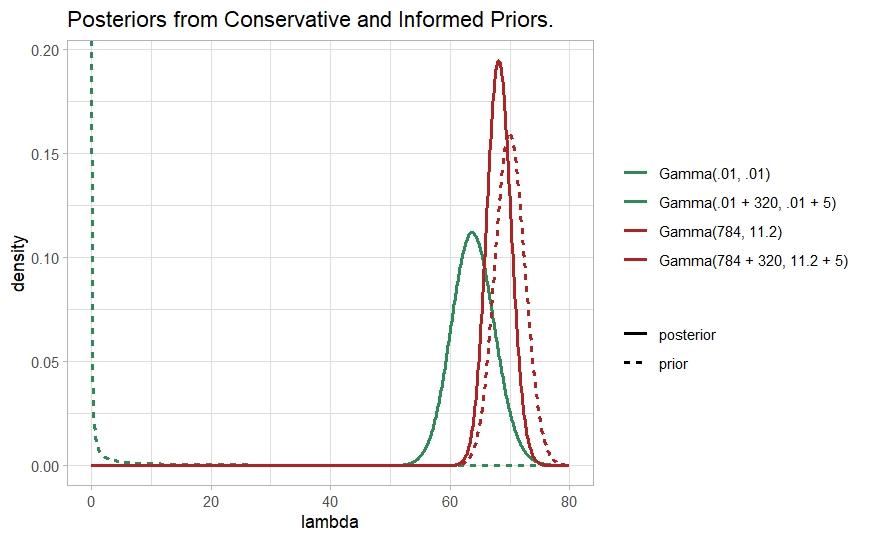 Posteriors from Conservative and Informed Priors.
0.20
0.15
0.10
0.05
0.00
density
0 20 40 60 80
lambda
Gamma(.01, .01)
Gamma(.01 + 320, .01 + 5)
Gamma(784, 11.2)
Gamma(784 + 320, 11.2 + 5)
posterior
prior